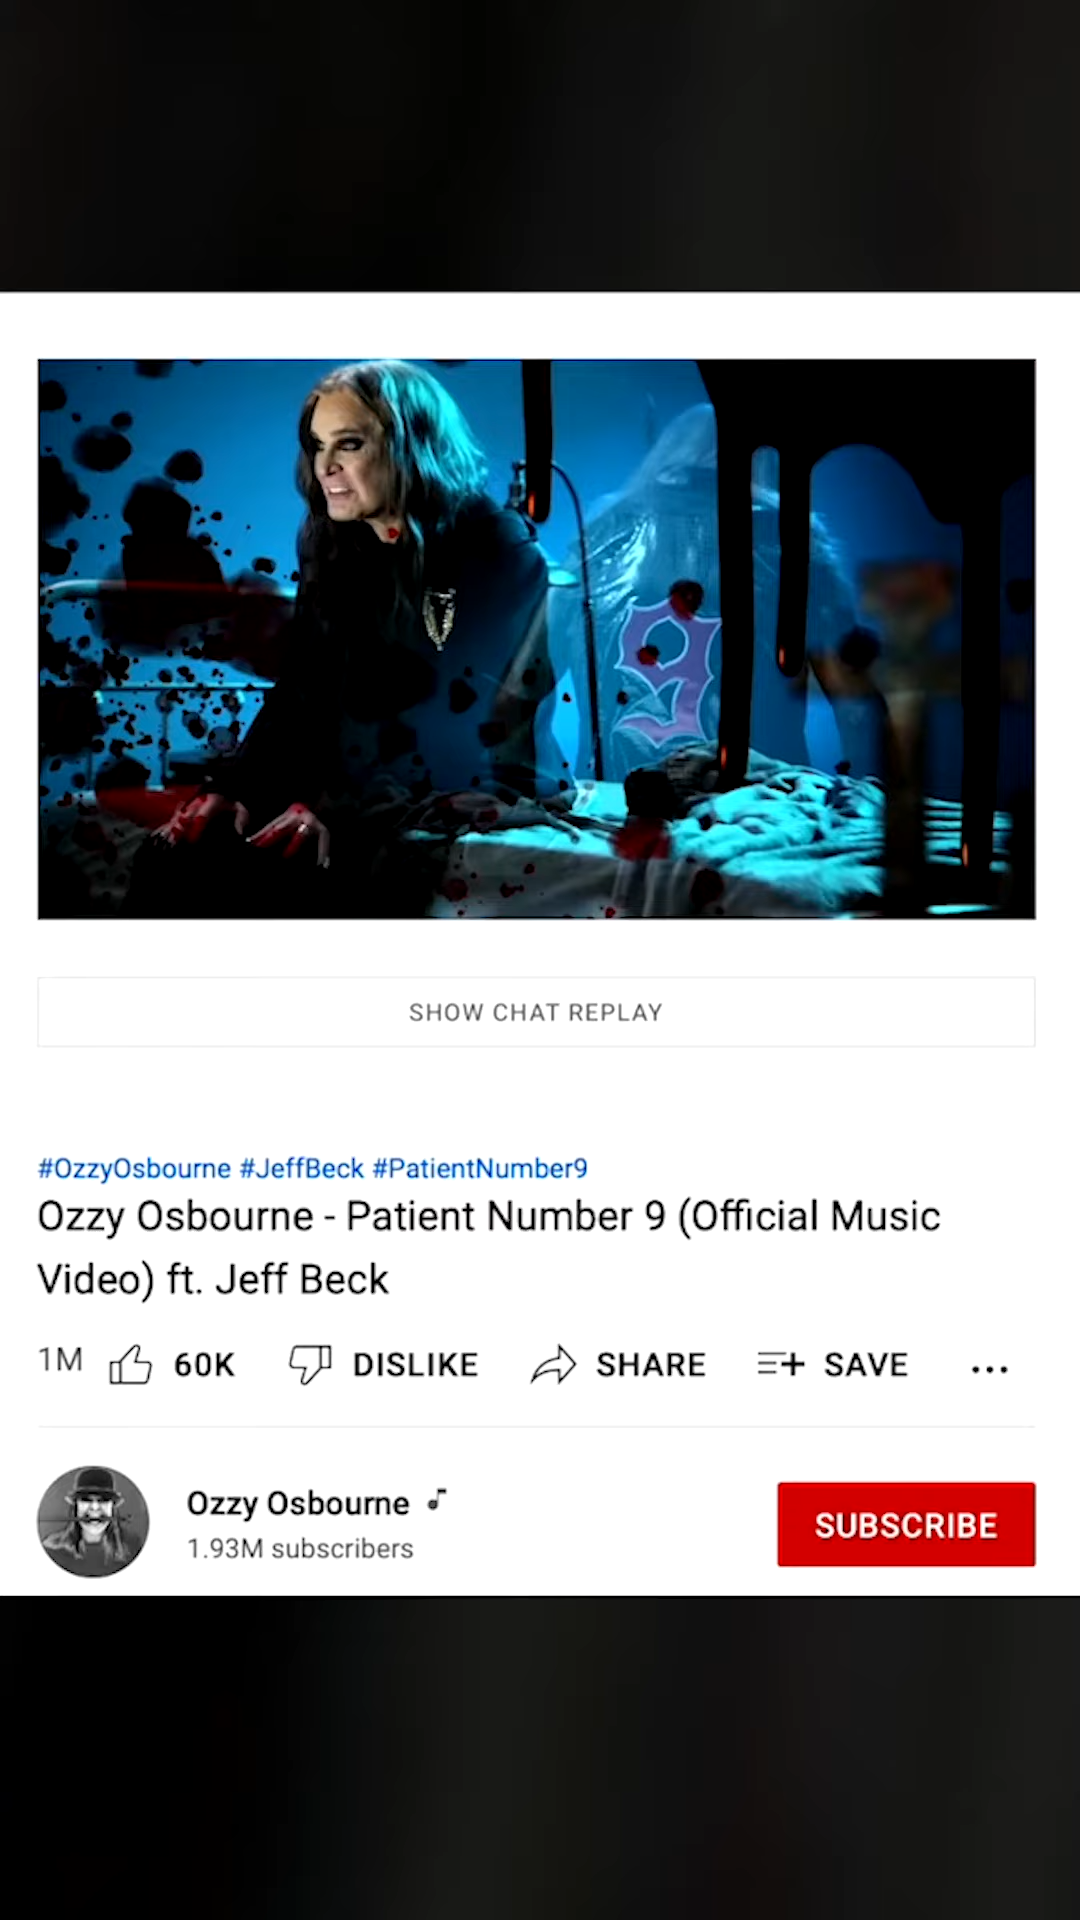 9
SHOW CHAT REPLAY
#OzzyOsbourne #JeffBeck #PatientNumber9
Ozzy Osbourne - Patient Number 9 (Official Music
Video) ft. Jeff Beck
1M 60K DISLIKE SHARE SAVE ...
Ozzy Osbourne
1.93M subscribers
SUBSCRIBE